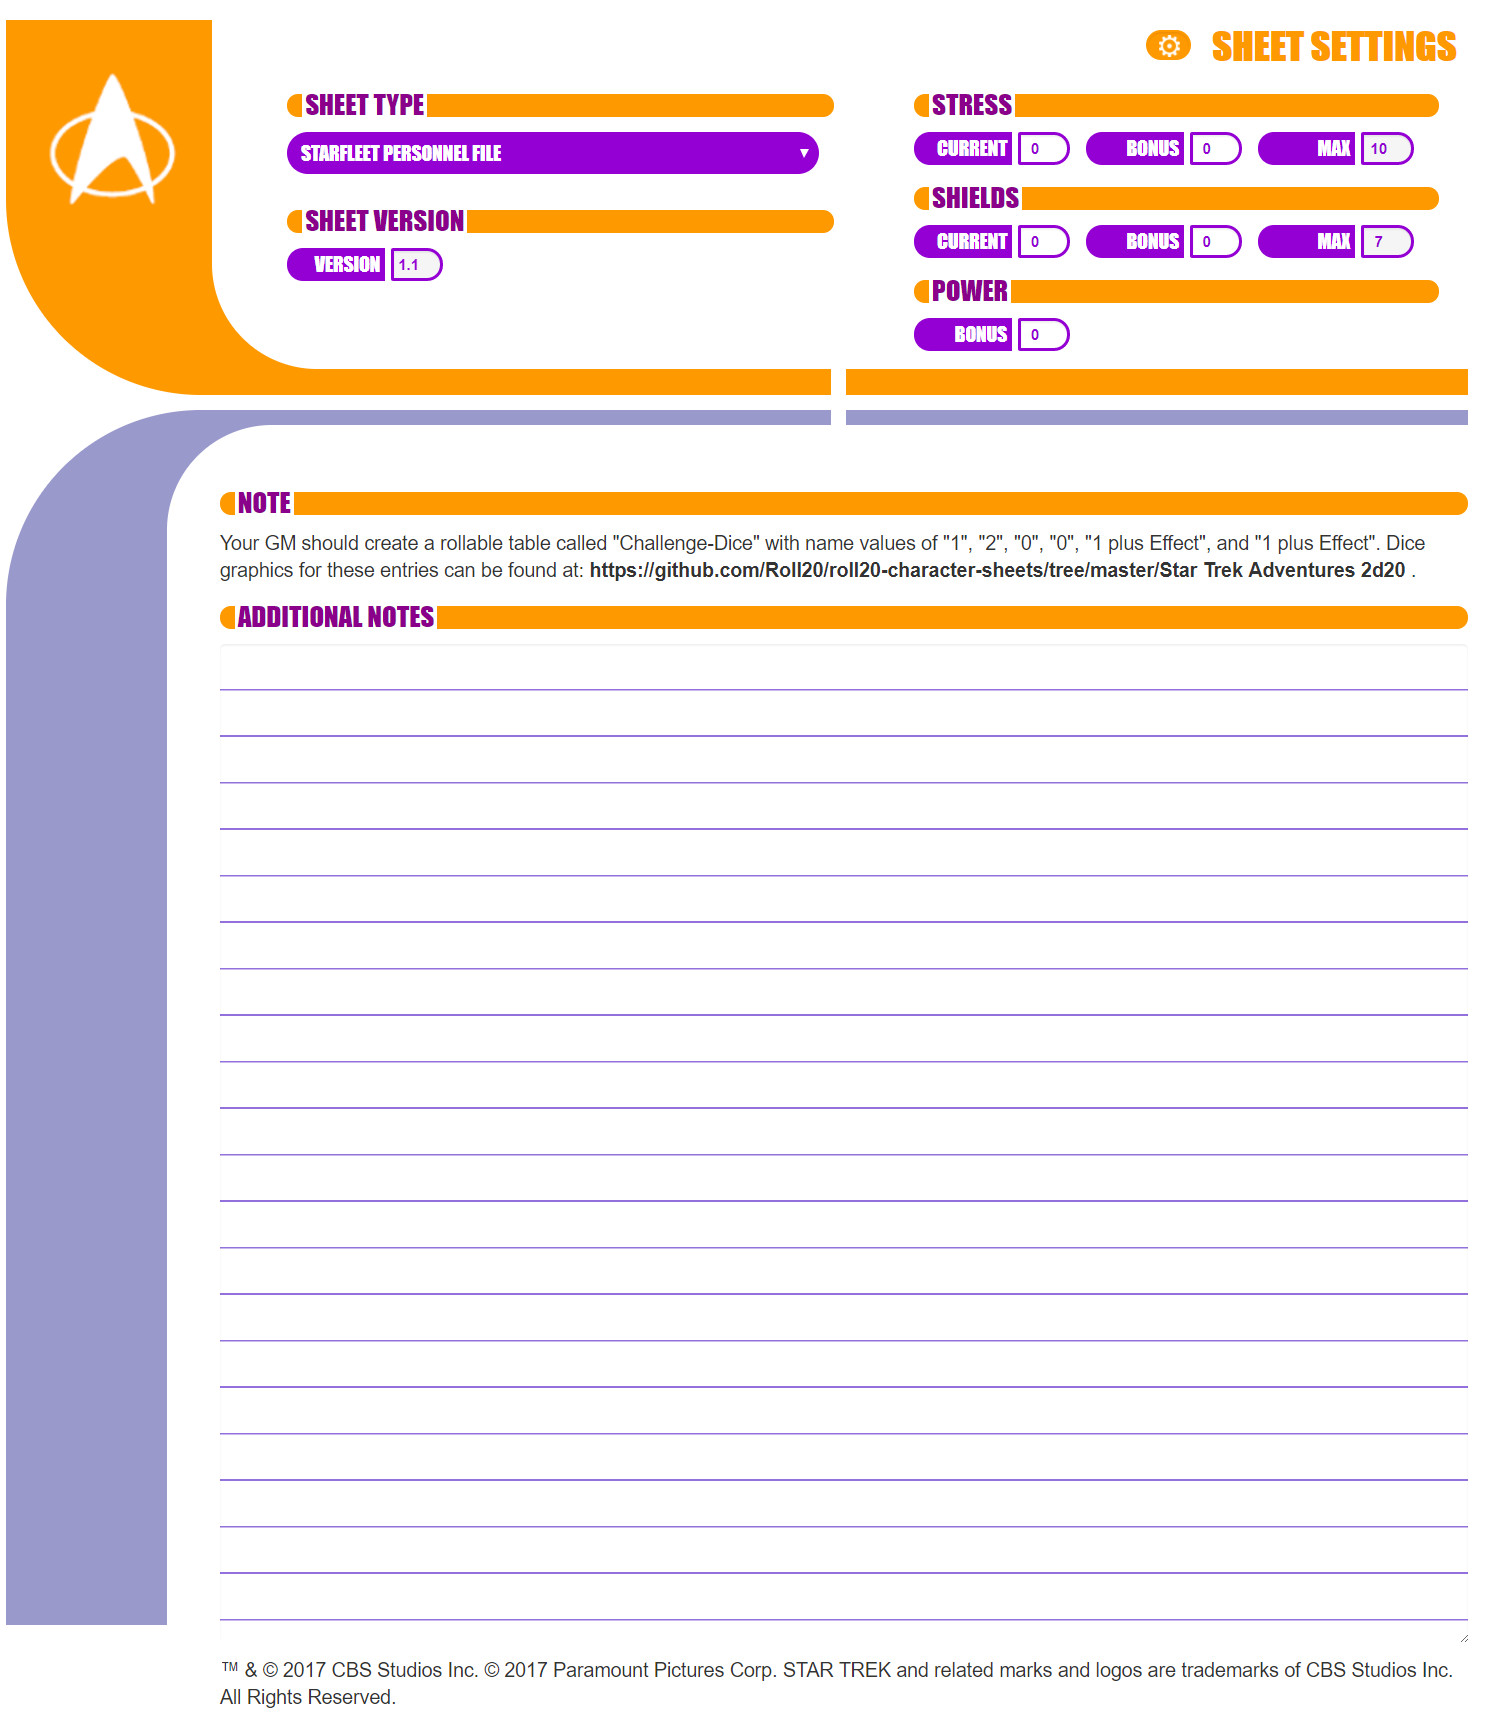 SHEET SETTINGS
SHEET TYPE
STARFLEET PERSONNEL FILE
SHEET VERSION
VERSION 1.1
STRESS
CURRENT 0 BONUS 0 MAX 10
SHIELDS
CURRENT 0 BONUS 0 MAX 7
POWER
BONUS 0
NOTE
Your GM should create a rollable table called "Challenge-Dice" with name values of "1", "2", "0", "0", "1 plus Effect", and "1 plus Effect". Dice
graphics for these entries can be found at: https://github.com/Roll20/roll20-character-sheets/tree/master/Star Trek Adventures 2d20 .
ADDITIONAL NOTES
™ & © 2017 CBS Studios Inc. © 2017 Paramount Pictures Corp. STAR TREK and related marks and logos are trademarks of CBS Studios Inc.
All Rights Reserved.